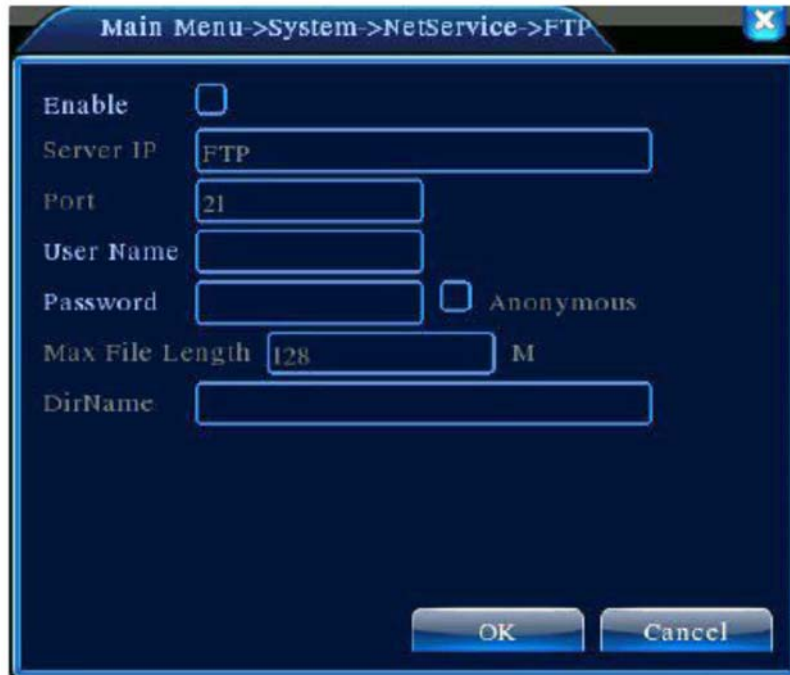 Main Menu->System->NetService->FTP
Enable
Server IP FTP
Port 21
User Name
Password Anonymous
Max File Length 128 M
DirName
OK Cancel